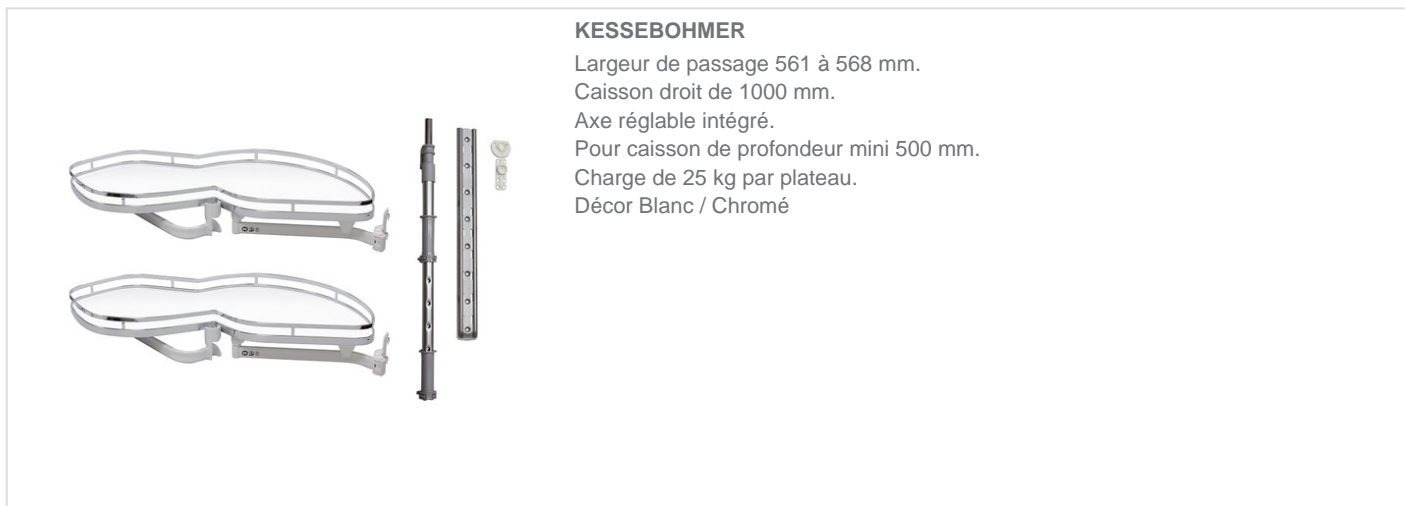 KESSEBOHMER
Largeur de passage 561 à 568 mm.
Caisson droit de 1000 mm.
Axe réglable intégré.
Pour caisson de profondeur mini 500 mm.
Charge de 25 kg par plateau.
Décor Blanc / Chromé